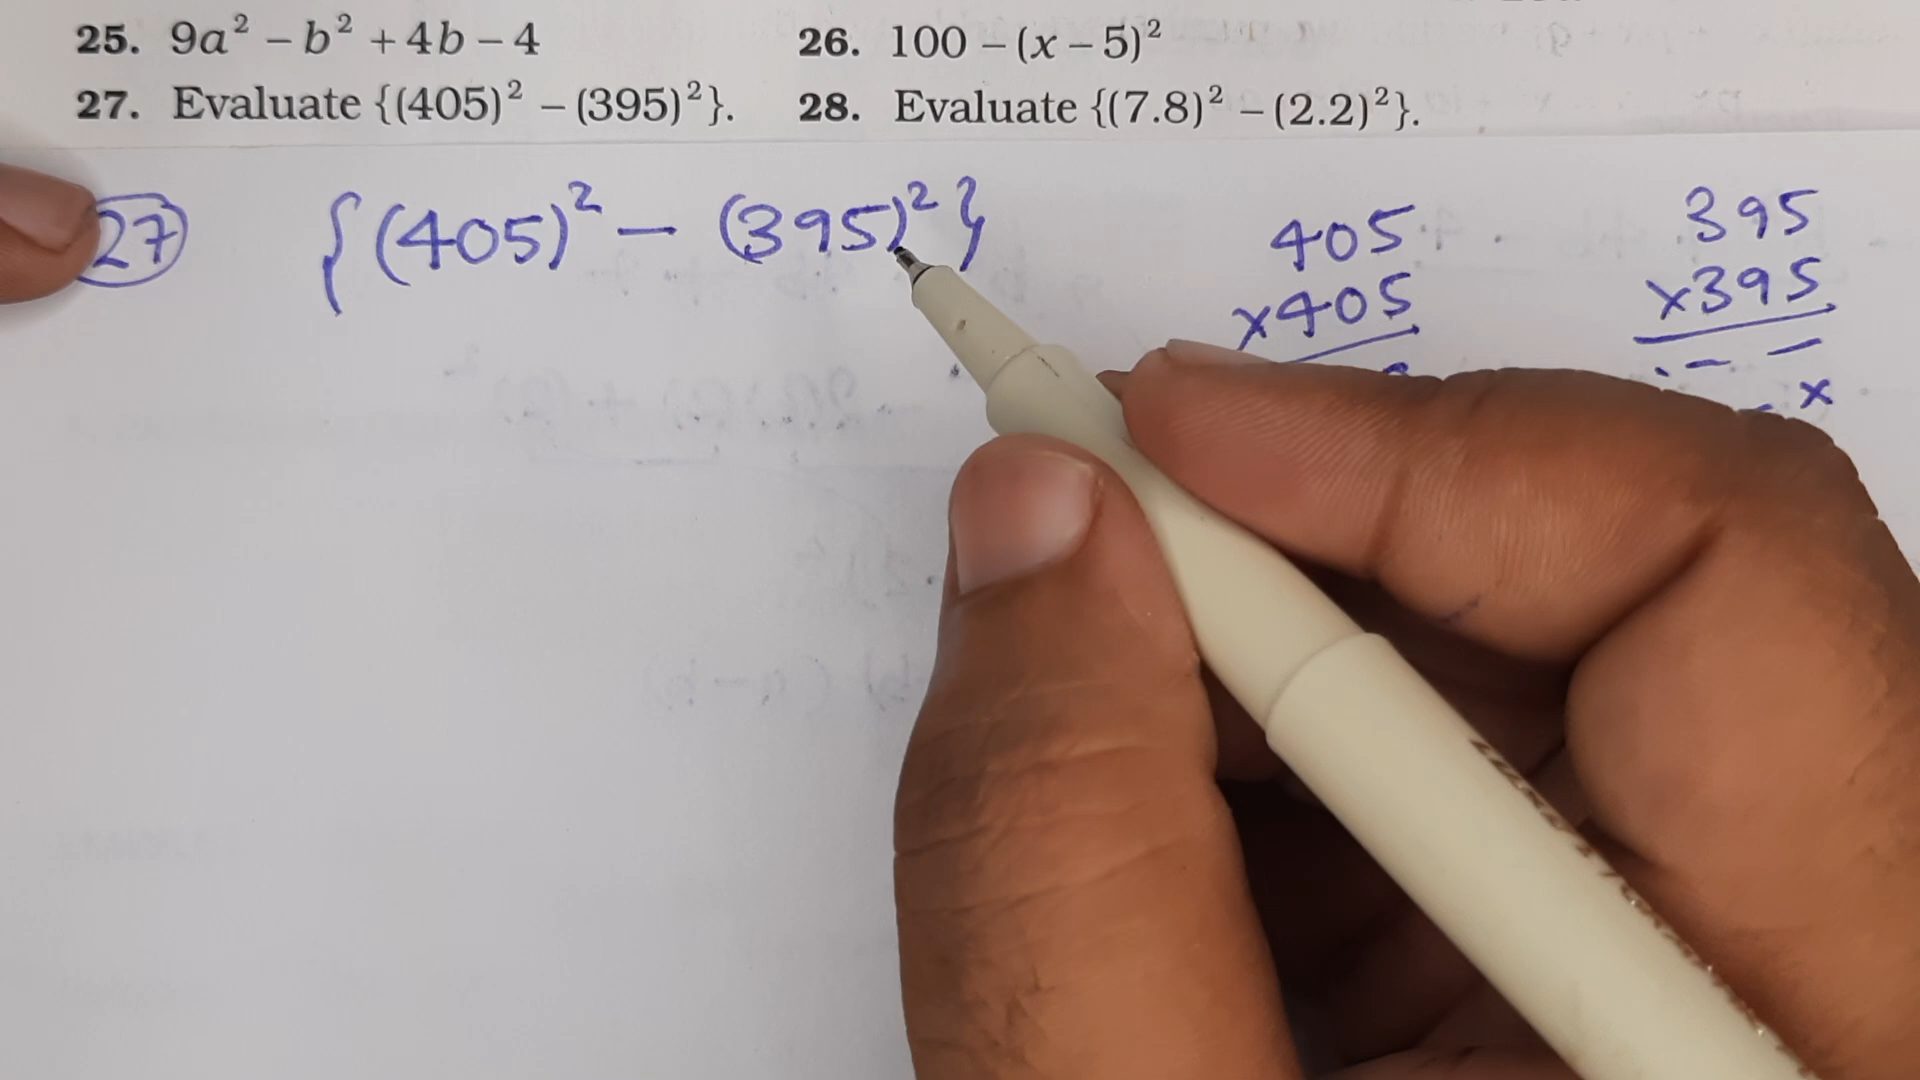 25. 9a² – b² + 4b – 4
26. 100 – (x – 5)²
27. Evaluate {(405)² – (395)²}.
28. Evaluate {(7.8)² – (2.2)²}.
27 {(405)² – (395)²}
405
×405
395
×395
×